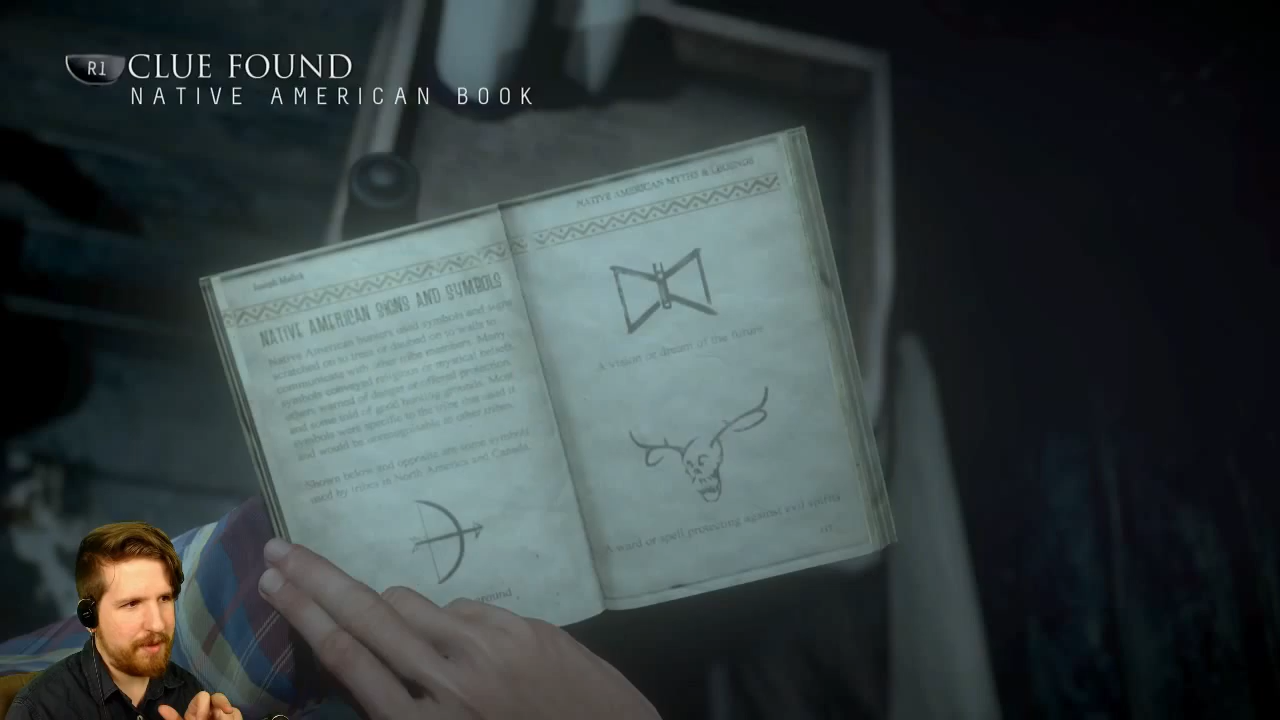 R1 CLUE FOUND
NATIVE AMERICAN BOOK
Joseph
NATIVE AMERICAN SIGNS AND SYMBOLS
Native American hunters used symbols and signs
scratched on to trees or daubed on to walls to
communicate with other tribe members. Many
symbols conveyed religious or mystical beliefs,
others warned of danger or offered protection
and some told of good hunting grounds. Most
symbols were specific to the tribe that used it
and would be unrecognisable to other tribes.
Shown below and opposite are some symbols
used by tribes in North America and Canada.
ground
NATIVE AMERICAN MYTHS & LEGENDS
A vision or dream of the future
A ward or spell protecting against evil spirits